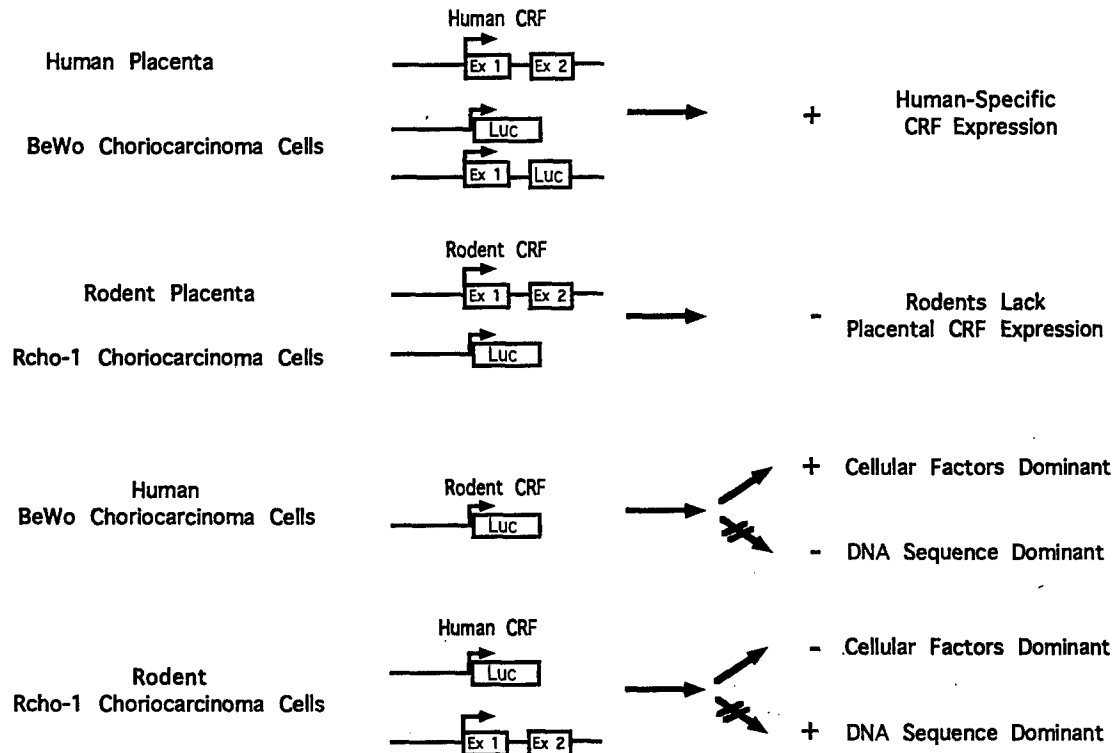 Human CRF
Human Placenta
Ex 1 Ex 2
BeWo Choriocarcinoma Cells
Luc
Ex 1 Luc
+ Human-Specific
CRF Expression
Rodent CRF
Rodent Placenta
Ex 1 Ex 2
Rcho-1 Choriocarcinoma Cells
Luc
- Rodents Lack
Placental CRF Expression
Human
BeWo Choriocarcinoma Cells
Rodent CRF
Luc
+ Cellular Factors Dominant
- DNA Sequence Dominant
Rodent
Rcho-1 Choriocarcinoma Cells
Human CRF
Luc
Ex 1 Ex 2
- Cellular Factors Dominant
+ DNA Sequence Dominant